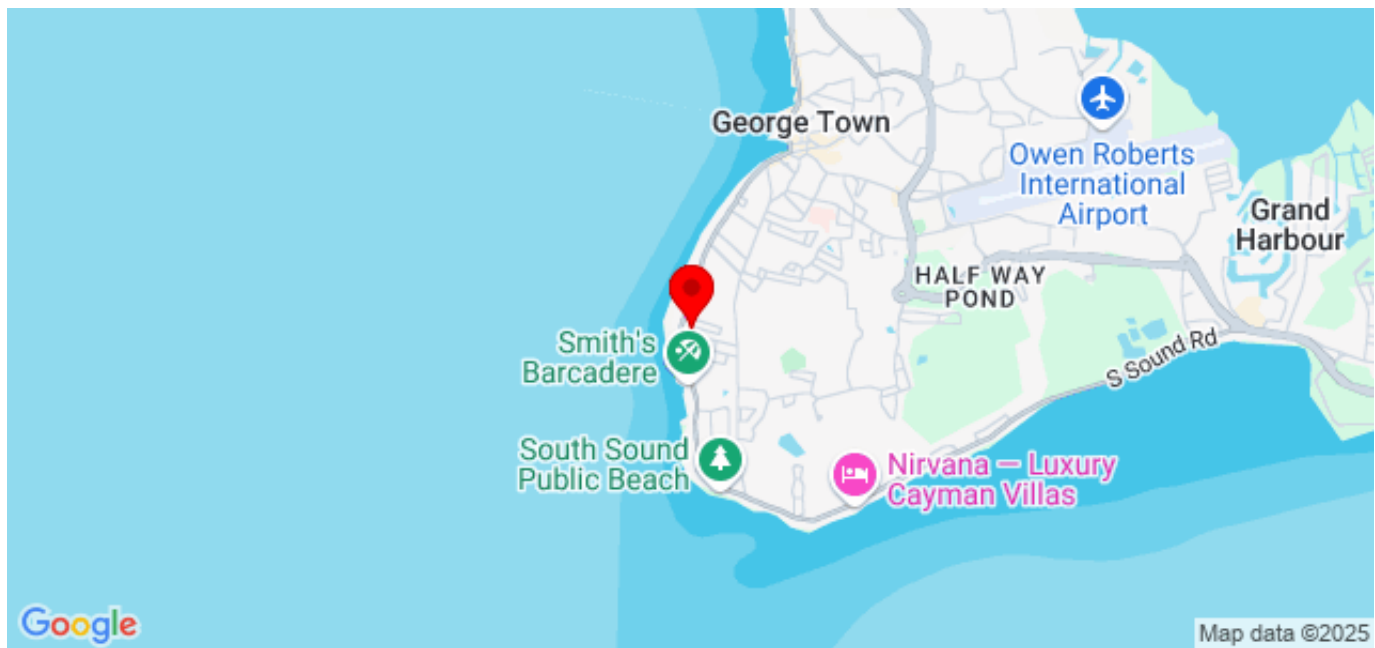 George Town
Owen Roberts
International
Airport
Grand
Harbour
HALF WAY
POND
Smith's
Barcadere
S Sound Rd
South Sound
Public Beach
Nirvana — Luxury
Cayman Villas
Google
Map data ©2025